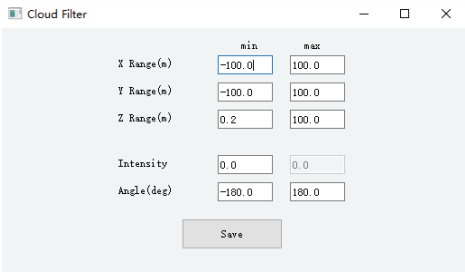 Cloud Filter
min max
X Range(m) -100.0 100.0
Y Range(m) -100.0 100.0
Z Range(m) 0.2 100.0
Intensity 0.0 0.0
Angle(deg) -180.0 180.0
Save